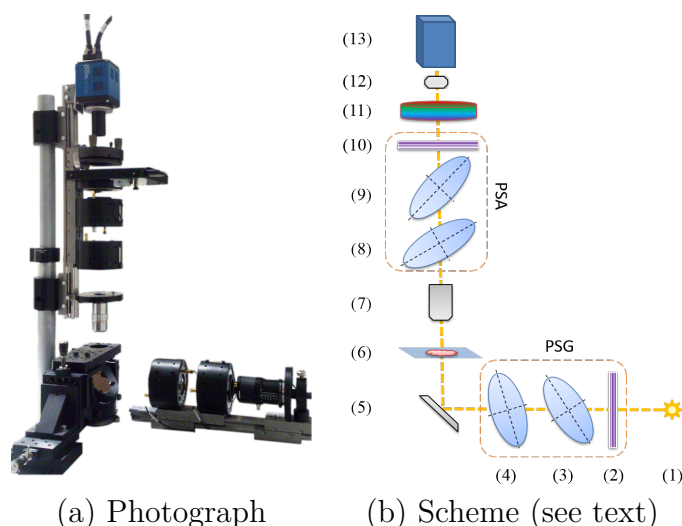 (13)
(12)
(11)
(10)
(9)
PSA
(8)
(7)
(6)
PSG
(5)
(4) (3) (2) (1)
(a) Photograph
(b) Scheme (see text)